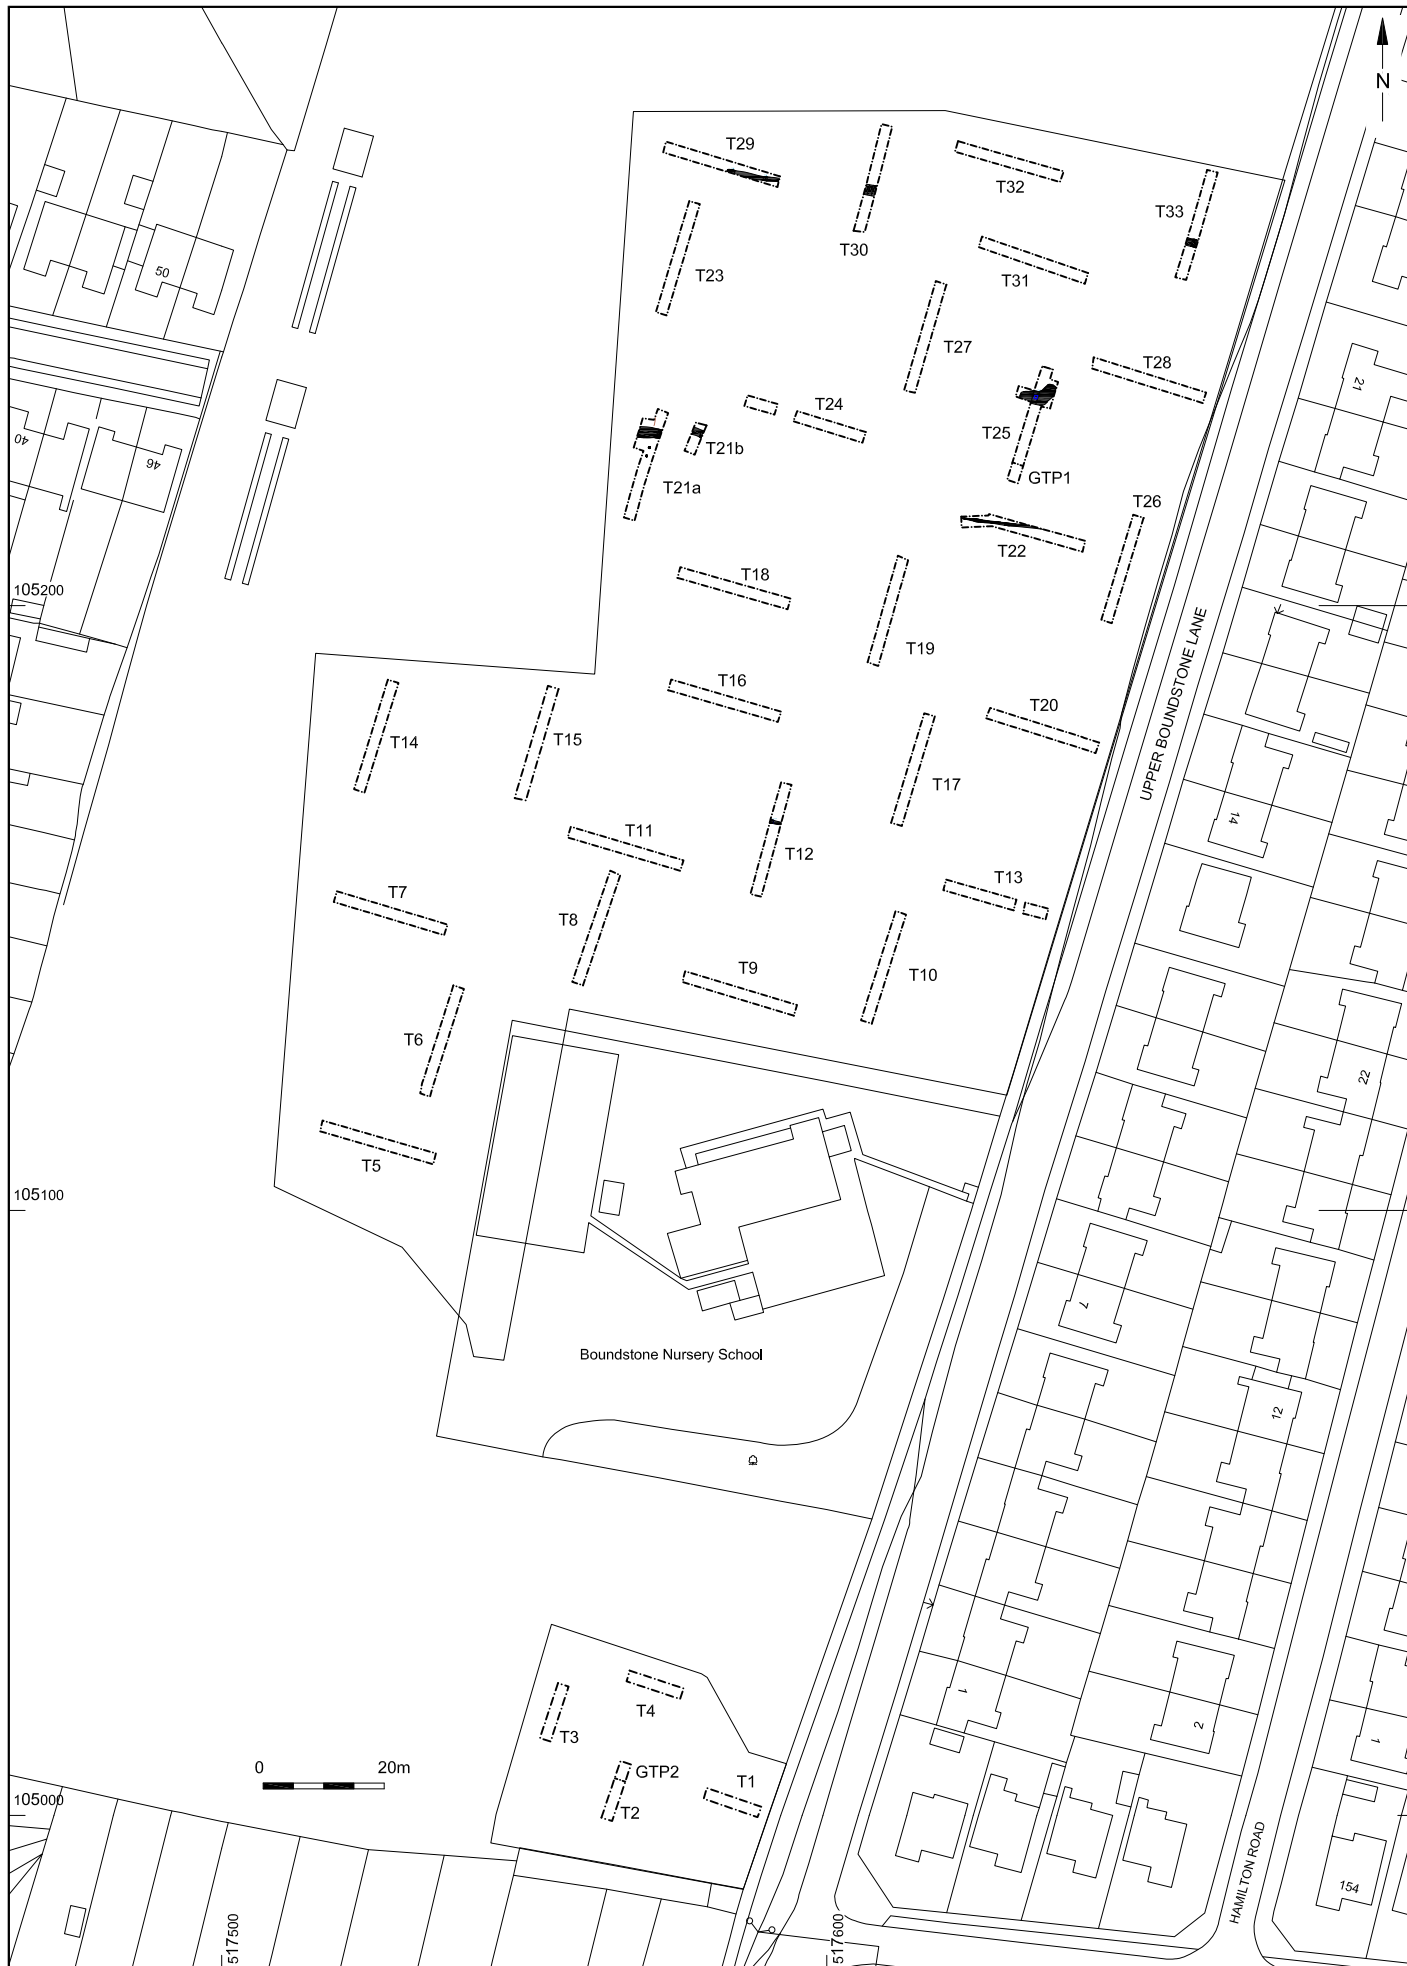 N
T29
T32
T33
T30
T23
T31
50
T27
T28
21
T24
T25
T21b
40
46
GTP1
T21a
T26
T22
T18
105200
UPPER BOUNDSTONE LANE
T19
T16
T20
T14
T15
T17
14
T11
T12
T13
T7
T8
T9
T10
T6
22
T5
105100
7
Boundstone Nursery School
12
1
2
1
T4
T3
0 20m
GTP2
T1
T2
105000
HAMILTON ROAD
154
517500
517600